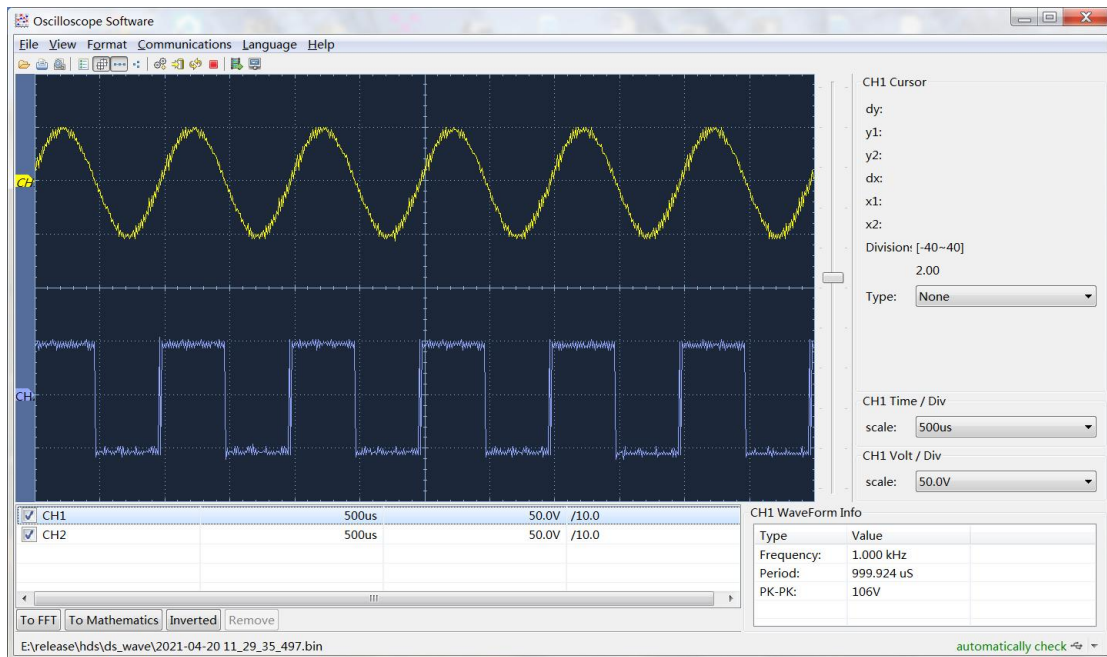 Oscilloscope Software
File View Format Communications Language Help
CH1 Cursor
dy:
y1:
y2:
dx:
x1:
x2:
Divisions [-40~40]
2.00
Type: None
CH
CH
CH1 Time / Div
scale: 500us
CH1 Volt / Div
scale: 50.0V
CH1 500us 50.0V /10.0
CH2 500us 50.0V /10.0
CH1 WaveForm Info
Type Value
Frequency: 1.000 kHz
Period: 999.924 uS
PK-PK: 106V
To FFT To Mathematics Inverted Remove
E:\release\hds\ds_wave\2021-04-20 11_29_35_497.bin
automatically check